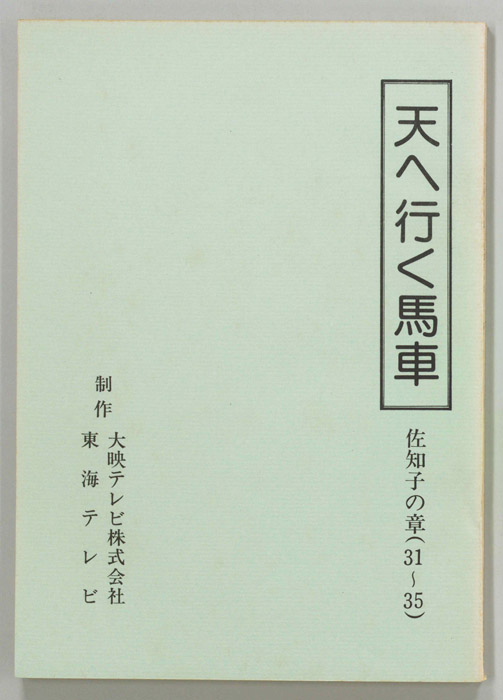 天へ行く馬車
佐知子の章(31〜35)
制作
大映テレビ株式会社
東海テレビ